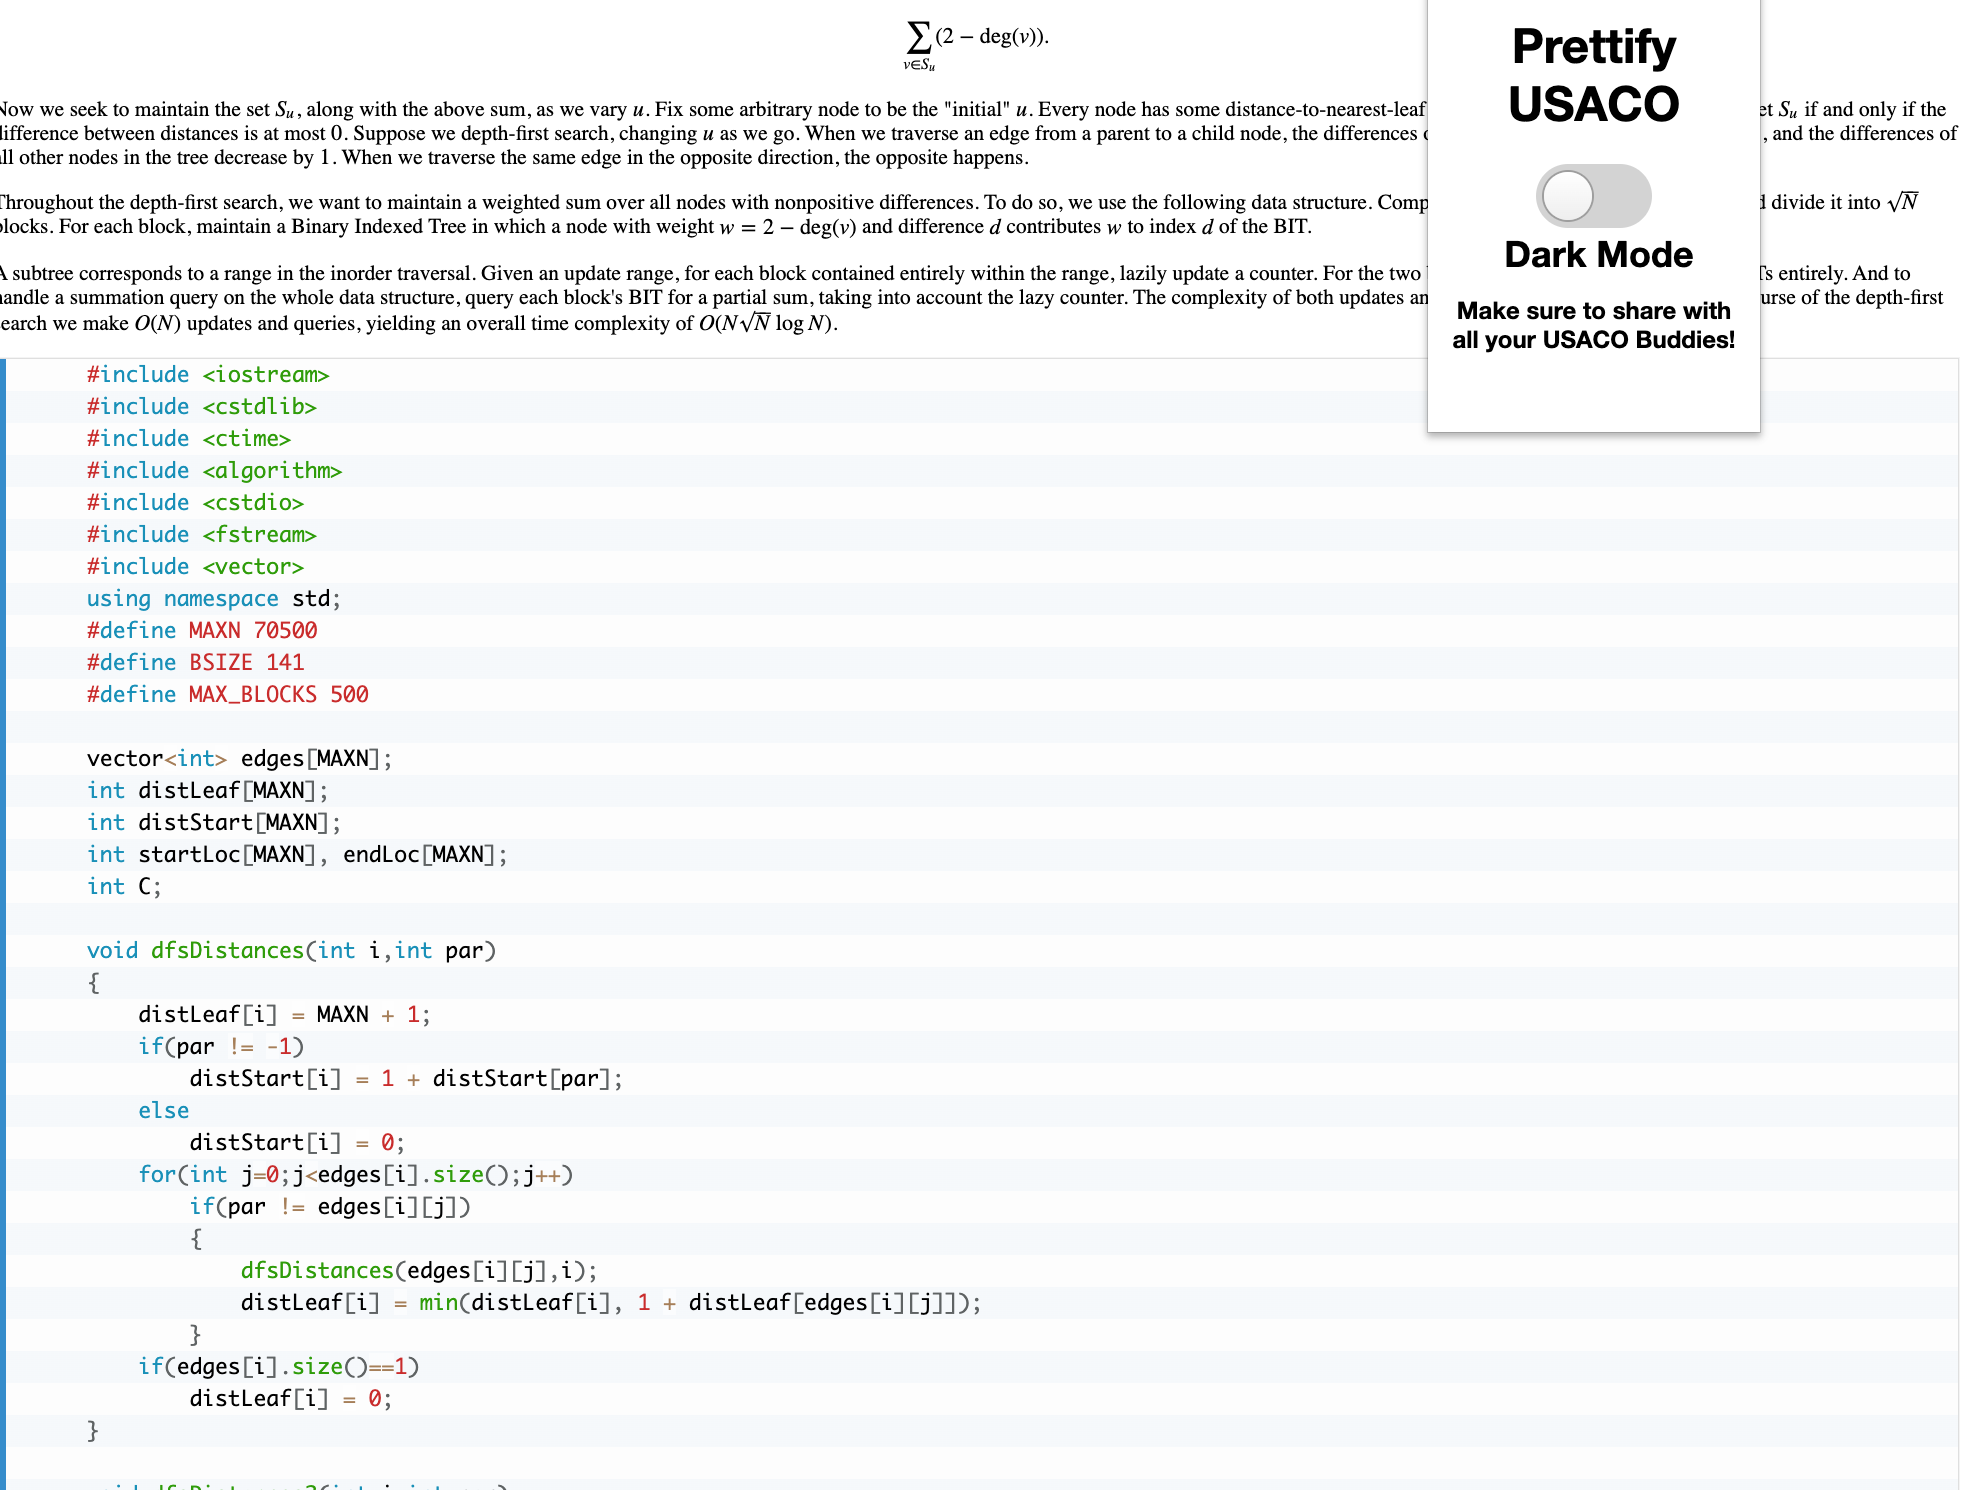 ∑(2 − deg(v)).
v∈Sᵤ
Now we seek to maintain the set Sᵤ, along with the above sum, as we vary u. Fix some arbitrary node to be the "initial" u. Every node has some distance-to-nearest-leaf
Sᵤ if and only if the
difference between distances is at most 0. Suppose we depth-first search, changing u as we go. When we traverse an edge from a parent to a child node, the differences
, and the differences of
all other nodes in the tree decrease by 1. When we traverse the same edge in the opposite direction, the opposite happens.
Throughout the depth-first search, we want to maintain a weighted sum over all nodes with nonpositive differences. To do so, we use the following data structure.
divide it into √N
blocks. For each block, maintain a Binary Indexed Tree in which a node with weight w = 2 − deg(v) and difference d contributes w to index d of the BIT.
A subtree corresponds to a range in the inorder traversal. Given an update range, for each block contained entirely within the range, lazily update a counter. For the two
entirely. And to
handle a summation query on the whole data structure, query each block's BIT for a partial sum, taking into account the lazy counter. The complexity of both updates
of the depth-first
search we make O(N) updates and queries, yielding an overall time complexity of O(N√N log N).
Prettify
USACO
Dark Mode
Make sure to share with
all your USACO Buddies!
#include <iostream>
#include <cstdlib>
#include <ctime>
#include <algorithm>
#include <cstdio>
#include <fstream>
#include <vector>
using namespace std;
#define MAXN 70500
#define BSIZE 141
#define MAX_BLOCKS 500
vector<int> edges[MAXN];
int distLeaf[MAXN];
int distStart[MAXN];
int startLoc[MAXN], endLoc[MAXN];
int C;
void dfsDistances(int i,int par)
{
distLeaf[i] = MAXN + 1;
if(par != -1)
distStart[i] = 1 + distStart[par];
else
distStart[i] = 0;
for(int j=0;j<edges[i].size();j++)
if(par != edges[i][j])
{
dfsDistances(edges[i][j],i);
distLeaf[i] = min(distLeaf[i], 1 + distLeaf[edges[i][j]]);
}
if(edges[i].size()==1)
distLeaf[i] = 0;
}